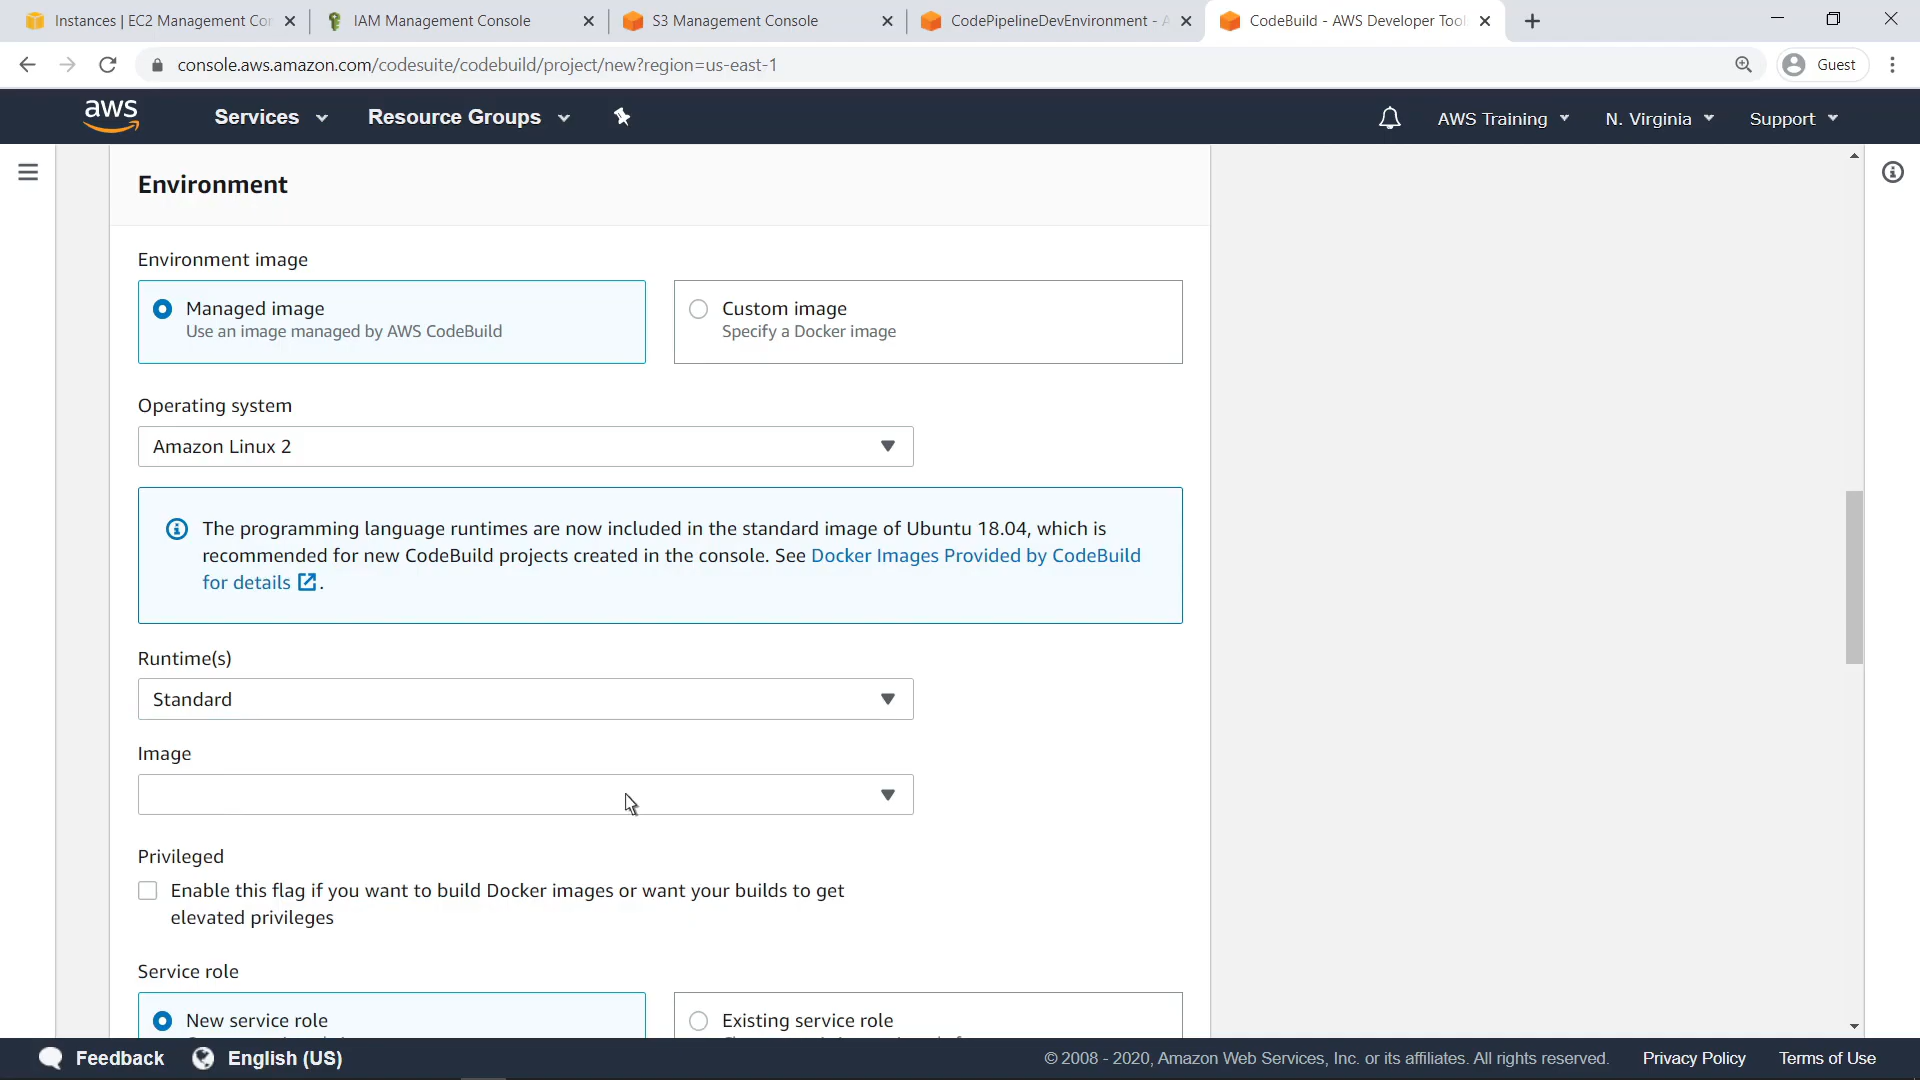 Instances | EC2 Management Co
IAM Management Console
S3 Management Console
CodePipelineDevEnvironment - A
CodeBuild - AWS Developer Tool
console.aws.amazon.com/codesuite/codebuild/project/new?region=us-east-1
Guest
aws
Services
Resource Groups
AWS Training
N. Virginia
Support
Environment
Environment image
Managed image
Use an image managed by AWS CodeBuild
Custom image
Specify a Docker image
Operating system
Amazon Linux 2
The programming language runtimes are now included in the standard image of Ubuntu 18.04, which is
recommended for new CodeBuild projects created in the console. See Docker Images Provided by CodeBuild
for details .
Runtime(s)
Standard
Image
Privileged
Enable this flag if you want to build Docker images or want your builds to get
elevated privileges
Service role
New service role
Existing service role
Feedback
English (US)
© 2008 - 2020, Amazon Web Services, Inc. or its affiliates. All rights reserved.
Privacy Policy
Terms of Use